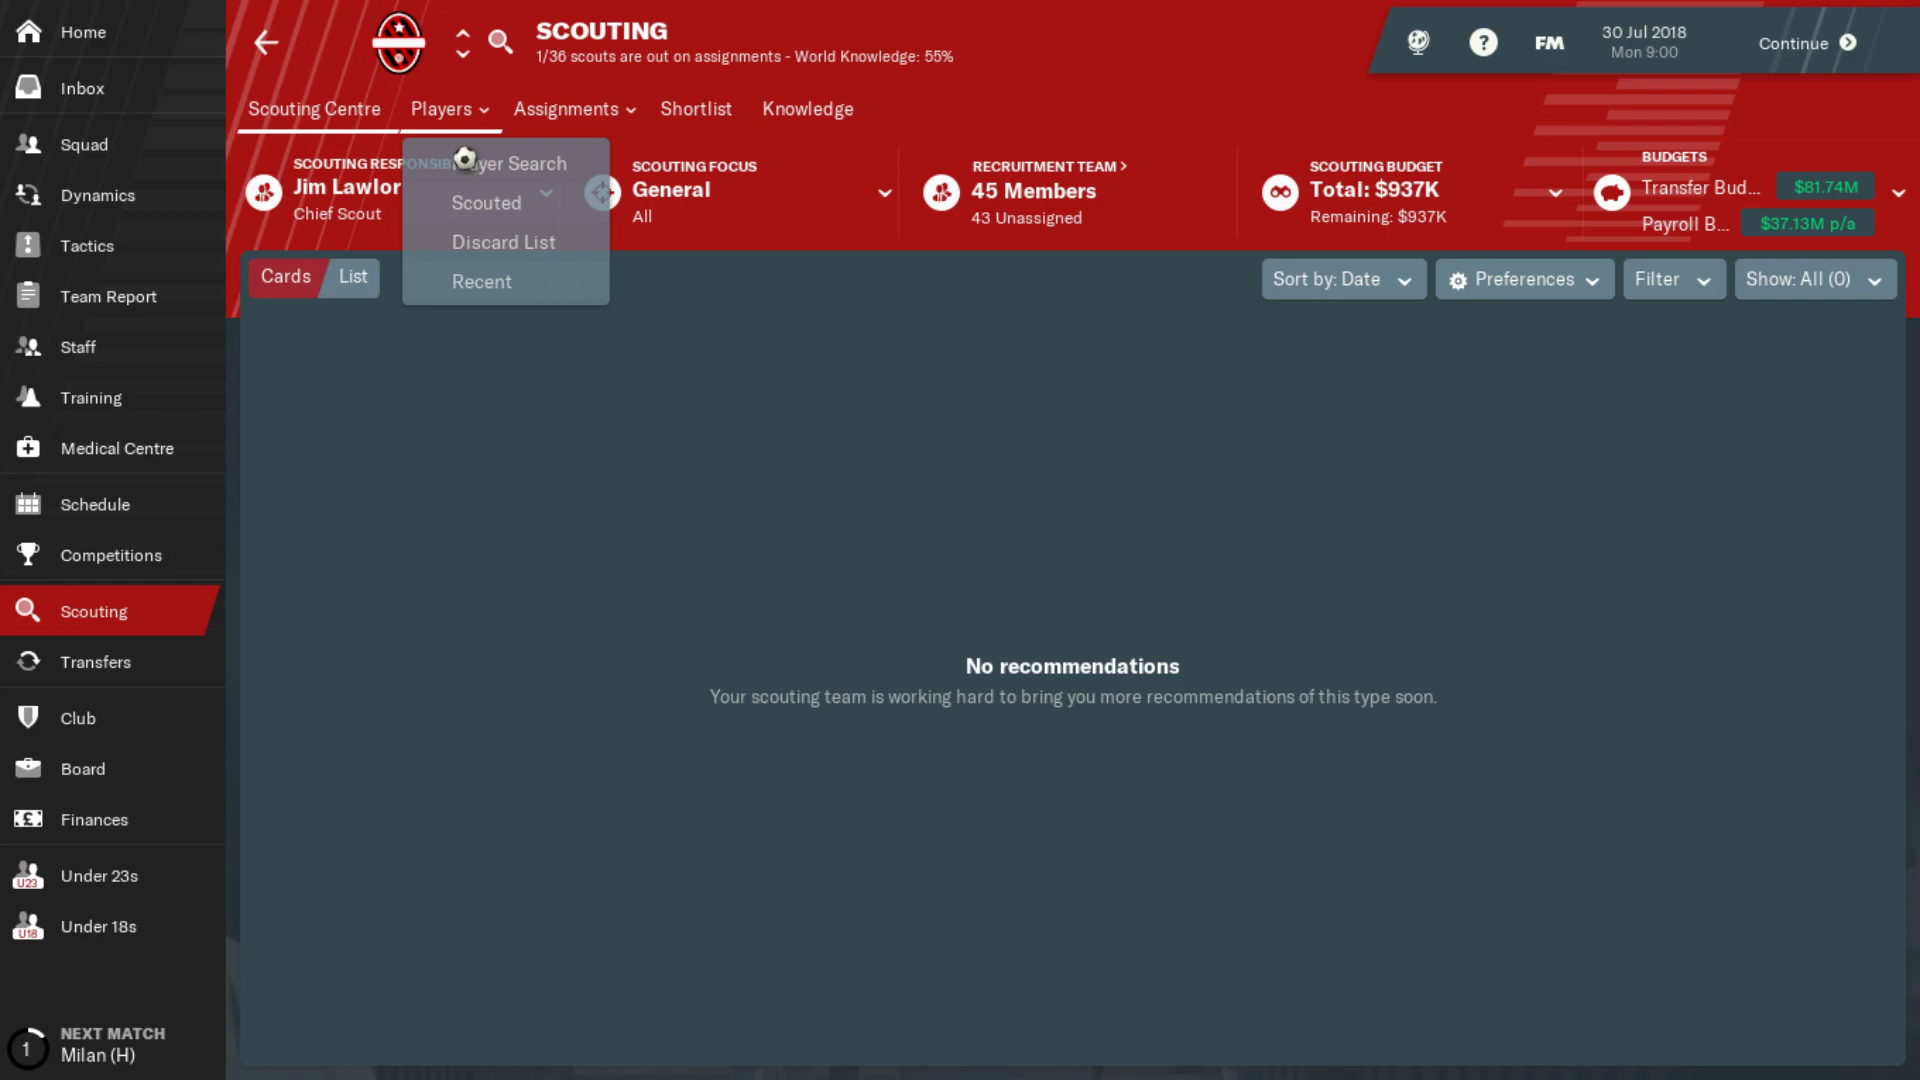 Home
Inbox
Squad
Dynamics
Tactics
Team Report
Staff
Training
Medical Centre
Schedule
Competitions
Scouting
Transfers
Club
Board
Finances
U23
Under 23s
U18
Under 18s
1
NEXT MATCH
Milan (H)
SCOUTING
1/36 scouts are out on assignments - World Knowledge: 55%
?
FM
30 Jul 2018
Mon 9:00
Continue
Scouting Centre
Players
Assignments
Shortlist
Knowledge
Search
Scouted
Discard List
Recent
Jim Lawlor
Chief Scout
SCOUTING FOCUS
General
All
RECRUITMENT TEAM >
45 Members
43 Unassigned
SCOUTING BUDGET
Total: $937K
Remaining: $937K
BUDGETS
Transfer Bud... $81.74M
Payroll B... $37.13M p/a
Cards
List
Sort by: Date
Preferences
Filter
Show: All (0)
No recommendations
Your scouting team is working hard to bring you more recommendations of this type soon.